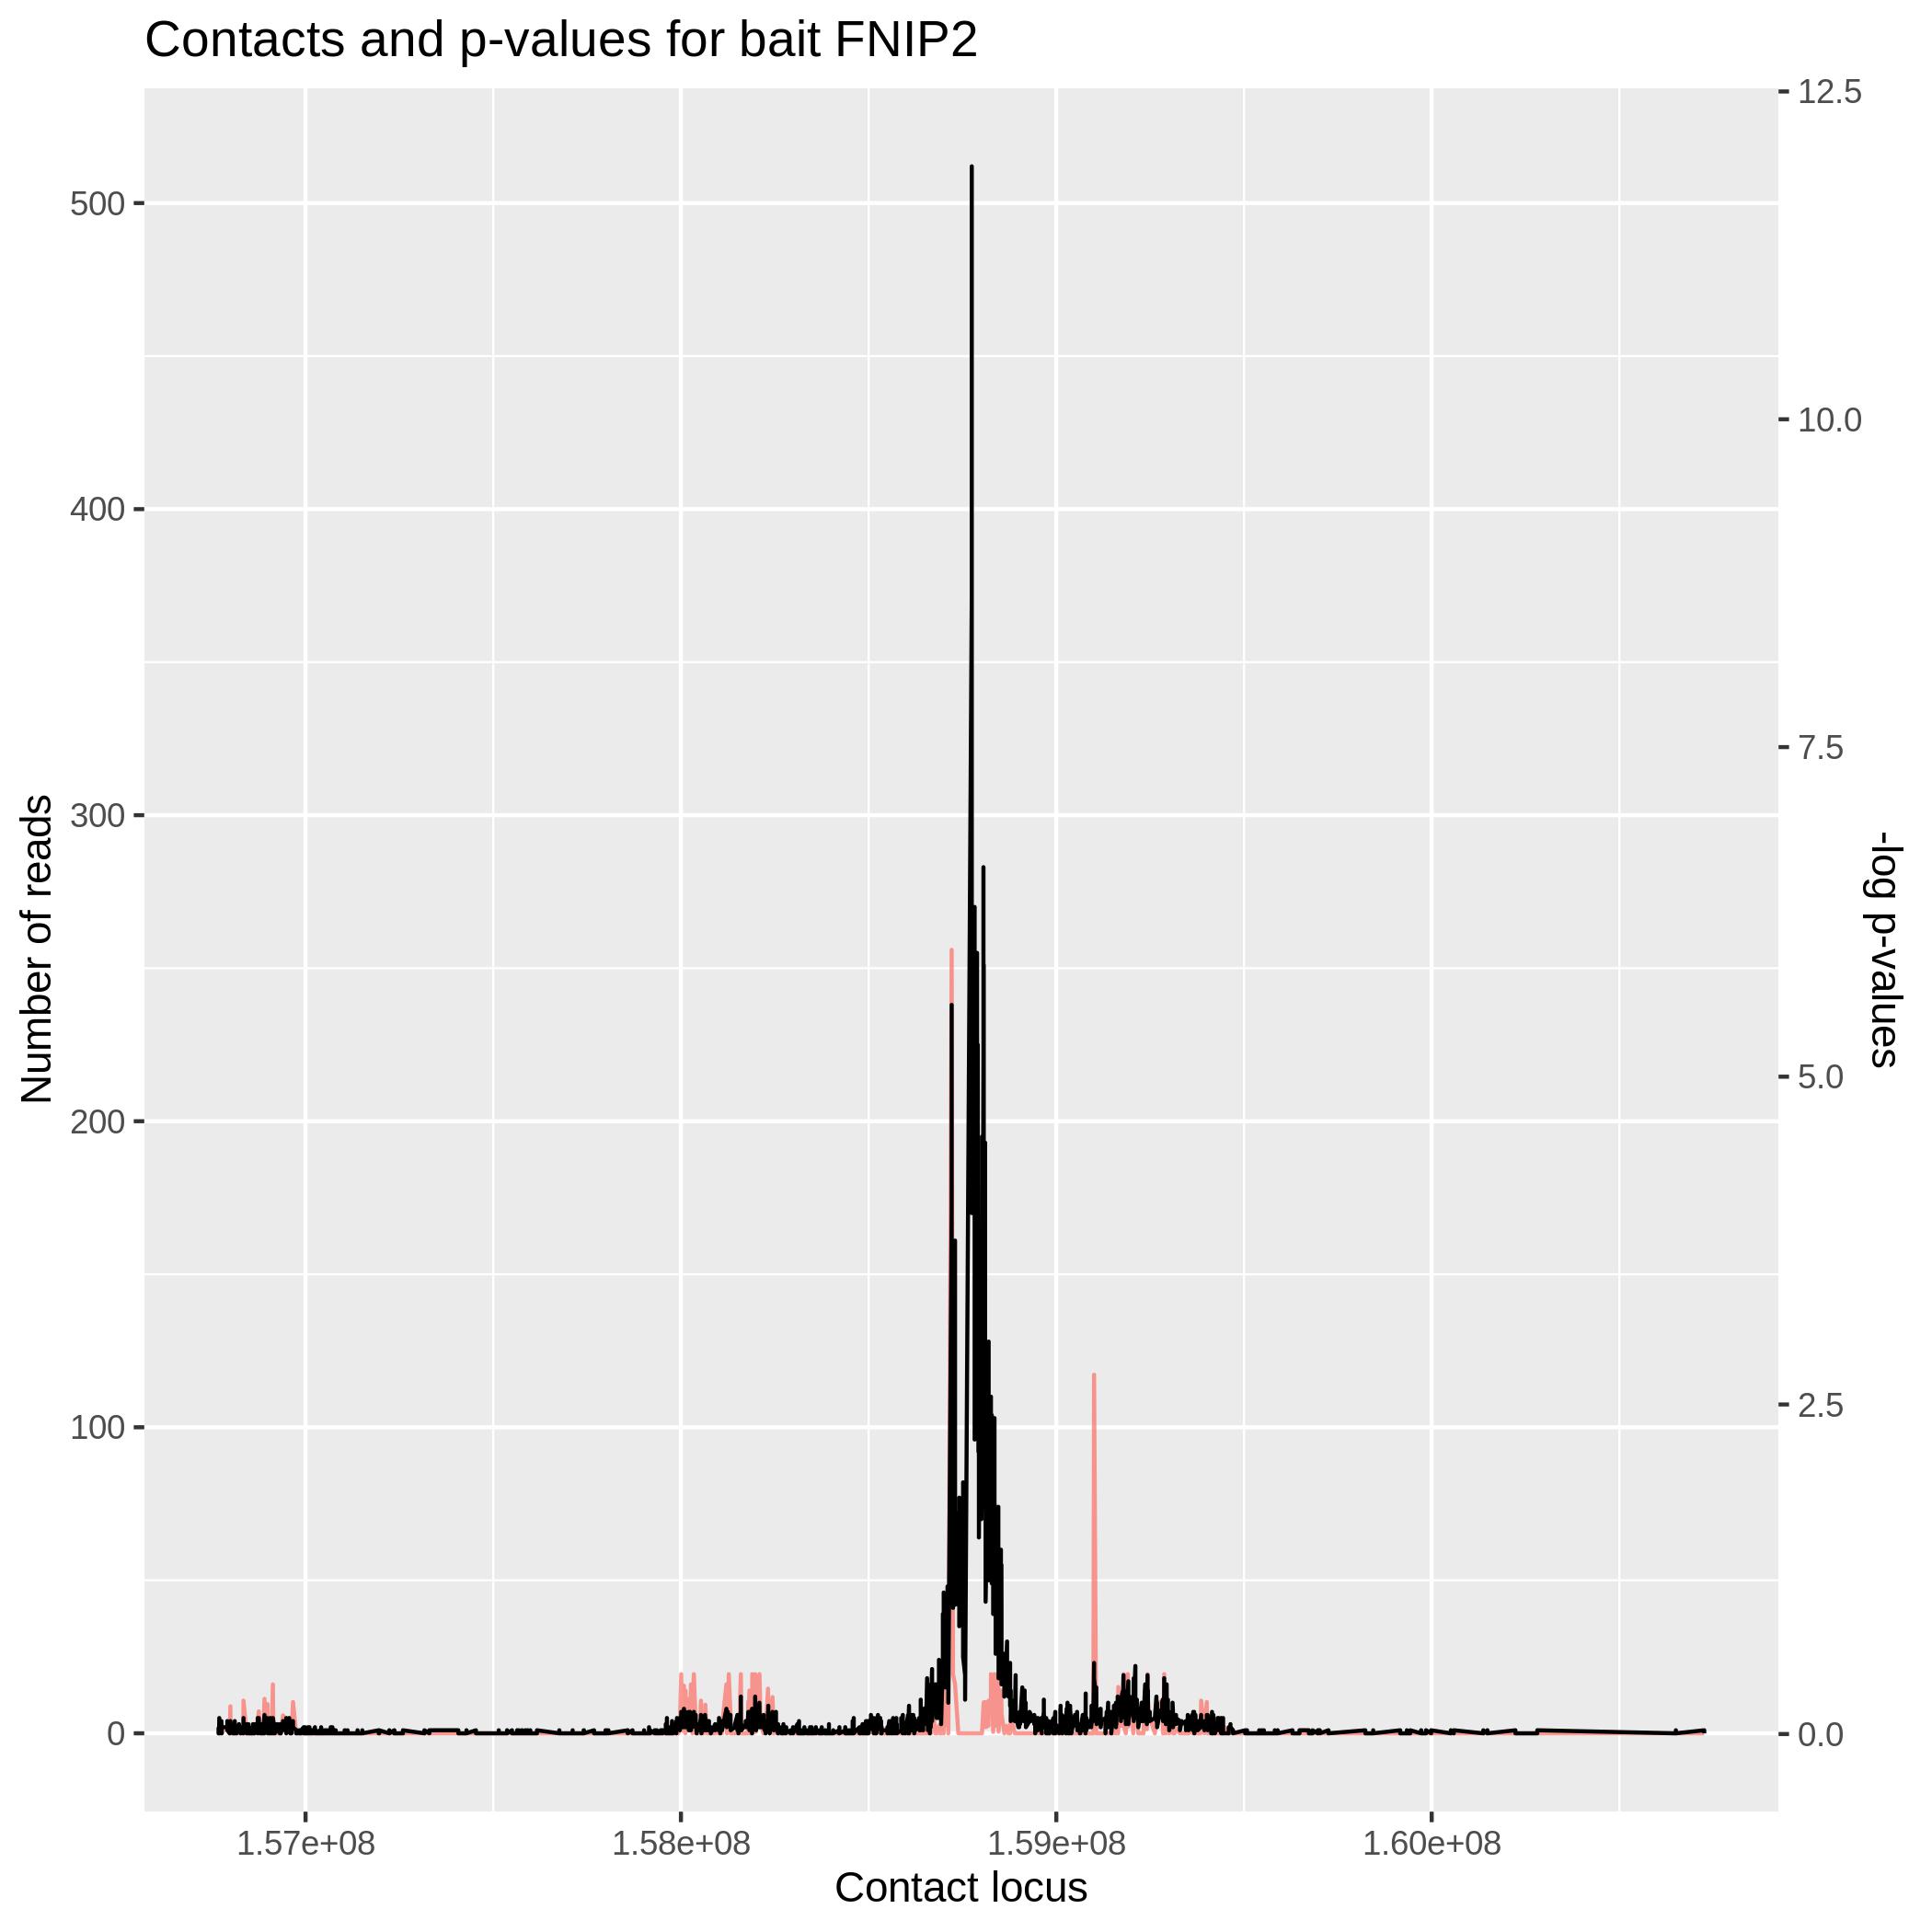 Contacts and p-values for bait FNIP2
12.5
500
10.0
400
7.5
300
Number of reads
-log p-values
5.0
200
2.5
100
0
0.0
1.57e+08
1.58e+08
1.59e+08
1.60e+08
Contact locus